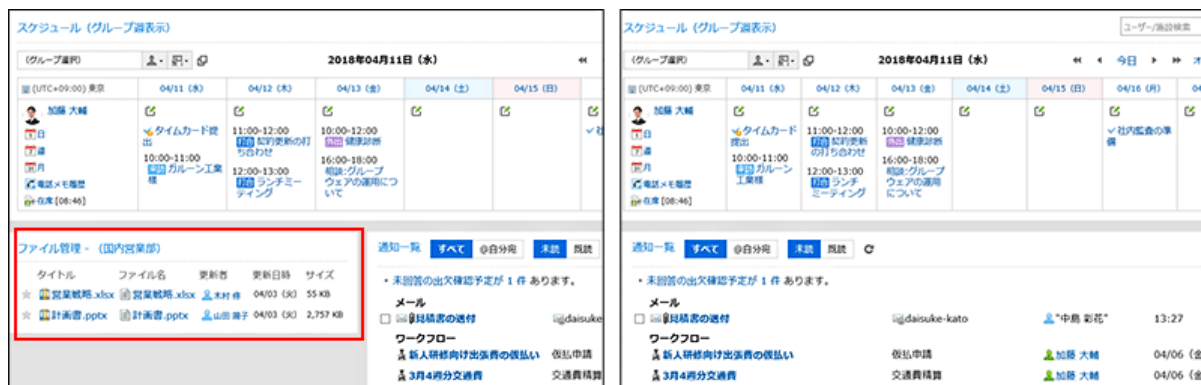 スケジュール（グループ週表示）
(グループ選択)
2018年04月11日（水）
(UTC+09:00) 東京
04/11（水）
04/12（木）
04/13（金）
04/14（土）
04/15（日）
加藤 大輔
日
週
月
電話メモ履歴
在席 [08:46]
タイムカード提
出
10:00-11:00
来訪 ガルーン工業
様
11:00-12:00
打合 契約更新の打
ち合わせ
12:00-13:00
打合 ランチミー
ティング
10:00-12:00
外出 健康診断
16:00-18:00
相談:グループ
ウェアの運用につ
いて
ファイル管理 - （国内営業部）
タイトル ファイル名 更新者 更新日時 サイズ
営業戦略.xlsx 営業戦略.xlsx 木村 修 04/03（火） 55 KB
計画書.pptx 計画書.pptx 山田 04/03（火） 2,757 KB
通知一覧 すべて @自分宛 未読 既読
・未回答の出欠確認予定が 1 件 あります。
メール
見積書の送付 daisuke
ワークフロー
新人研修向け出張費の仮払い 仮払申請
3月4週分交通費 交通費精算
スケジュール（グループ週表示）
ユーザー/施設検索
(グループ選択)
2018年04月11日（水）
今日
(UTC+09:00) 東京
04/11（水）
04/12（木）
04/13（金）
04/14（土）
04/15（日）
04/16（月）
加藤 大輔
日
週
月
電話メモ履歴
在席 [08:46]
タイムカード
提出
10:00-11:00
来訪 ガルーン
工業様
11:00-12:00
打合 契約更新
の打ち合わせ
12:00-13:00
打合 ランチ
ミーティング
10:00-12:00
外出 健康診断
16:00-18:00
相談:グループ
ウェアの運用
について
社内監査の準
備
通知一覧 すべて @自分宛 未読 既読
・未回答の出欠確認予定が 1 件 あります。
メール
見積書の送付 daisuke-kato "中島 彩花" 13:27
ワークフロー
新人研修向け出張費の仮払い 仮払申請 加藤 大輔 04/06（金
3月4週分交通費 交通費精算 加藤 大輔 04/06（金